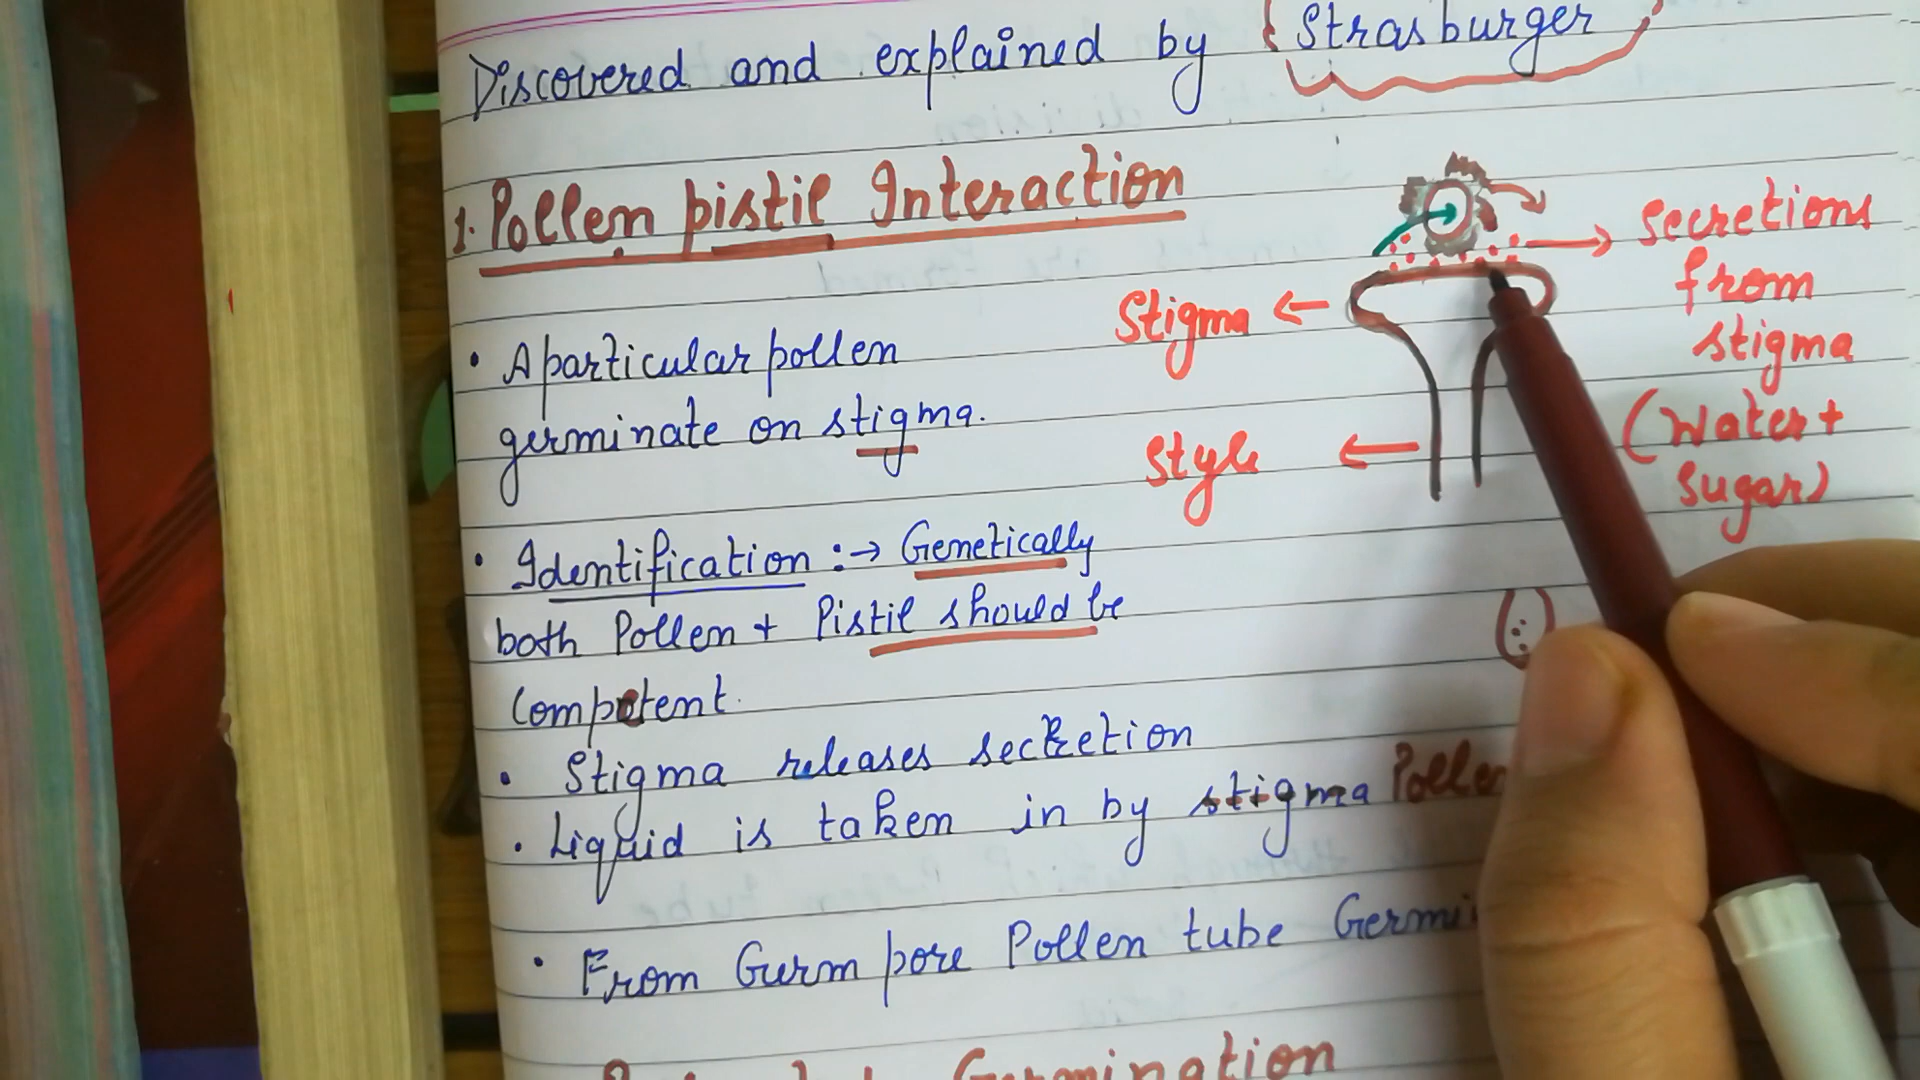 Discovered and explained by Strasburger
1. Pollen pistil Interaction
Secretions
from
stigma
(Water +
sugar)
Stigma
Style
• A particular pollen
germinate on stigma.
• Identification :→ Genetically
both Pollen + Pistil should be
Competent.
• Stigma releases secretion
• Liquid is taken in by stigma Pollen
• From Germ pore Pollen tube Germi
Germination